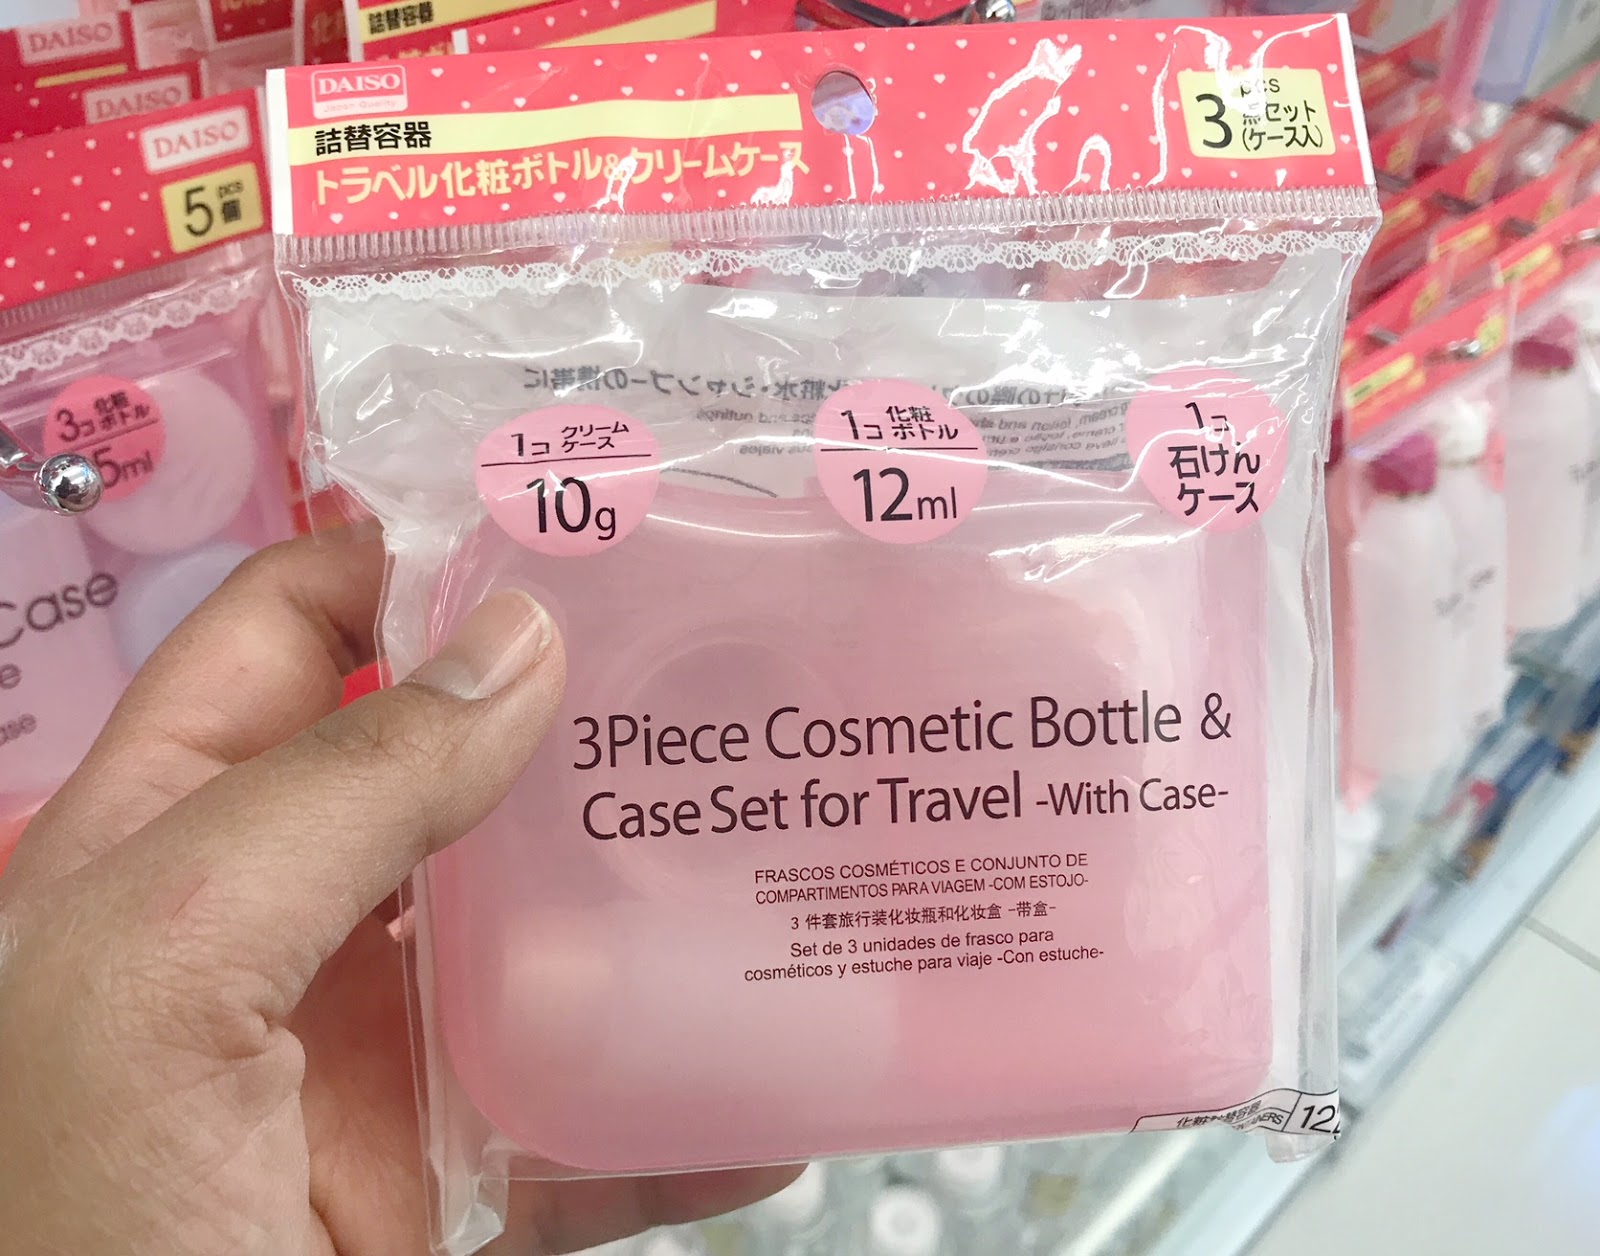 DAISO
詰替容器
DAISO
DAISO
5 pcs
個
3コ 化粧
ボトル
5ml
Case
DAISO
Japan Quality
詰替容器
トラベル化粧ボトル&クリームケース
3 pcs
点セット
(ケース入)
1コ クリーム
ケース
10g
1コ 化粧
ボトル
12ml
1コ
石けん
ケース
3Piece Cosmetic Bottle &
Case Set for Travel -With Case-
FRASCOS COSMÉTICOS E CONJUNTO DE
COMPARTIMENTOS PARA VIAGEM -COM ESTOJO-
3 件套旅行装化妆瓶和化妆盒 -带盒-
Set de 3 unidades de frasco para
cosméticos y estuche para viaje -Con estuche-